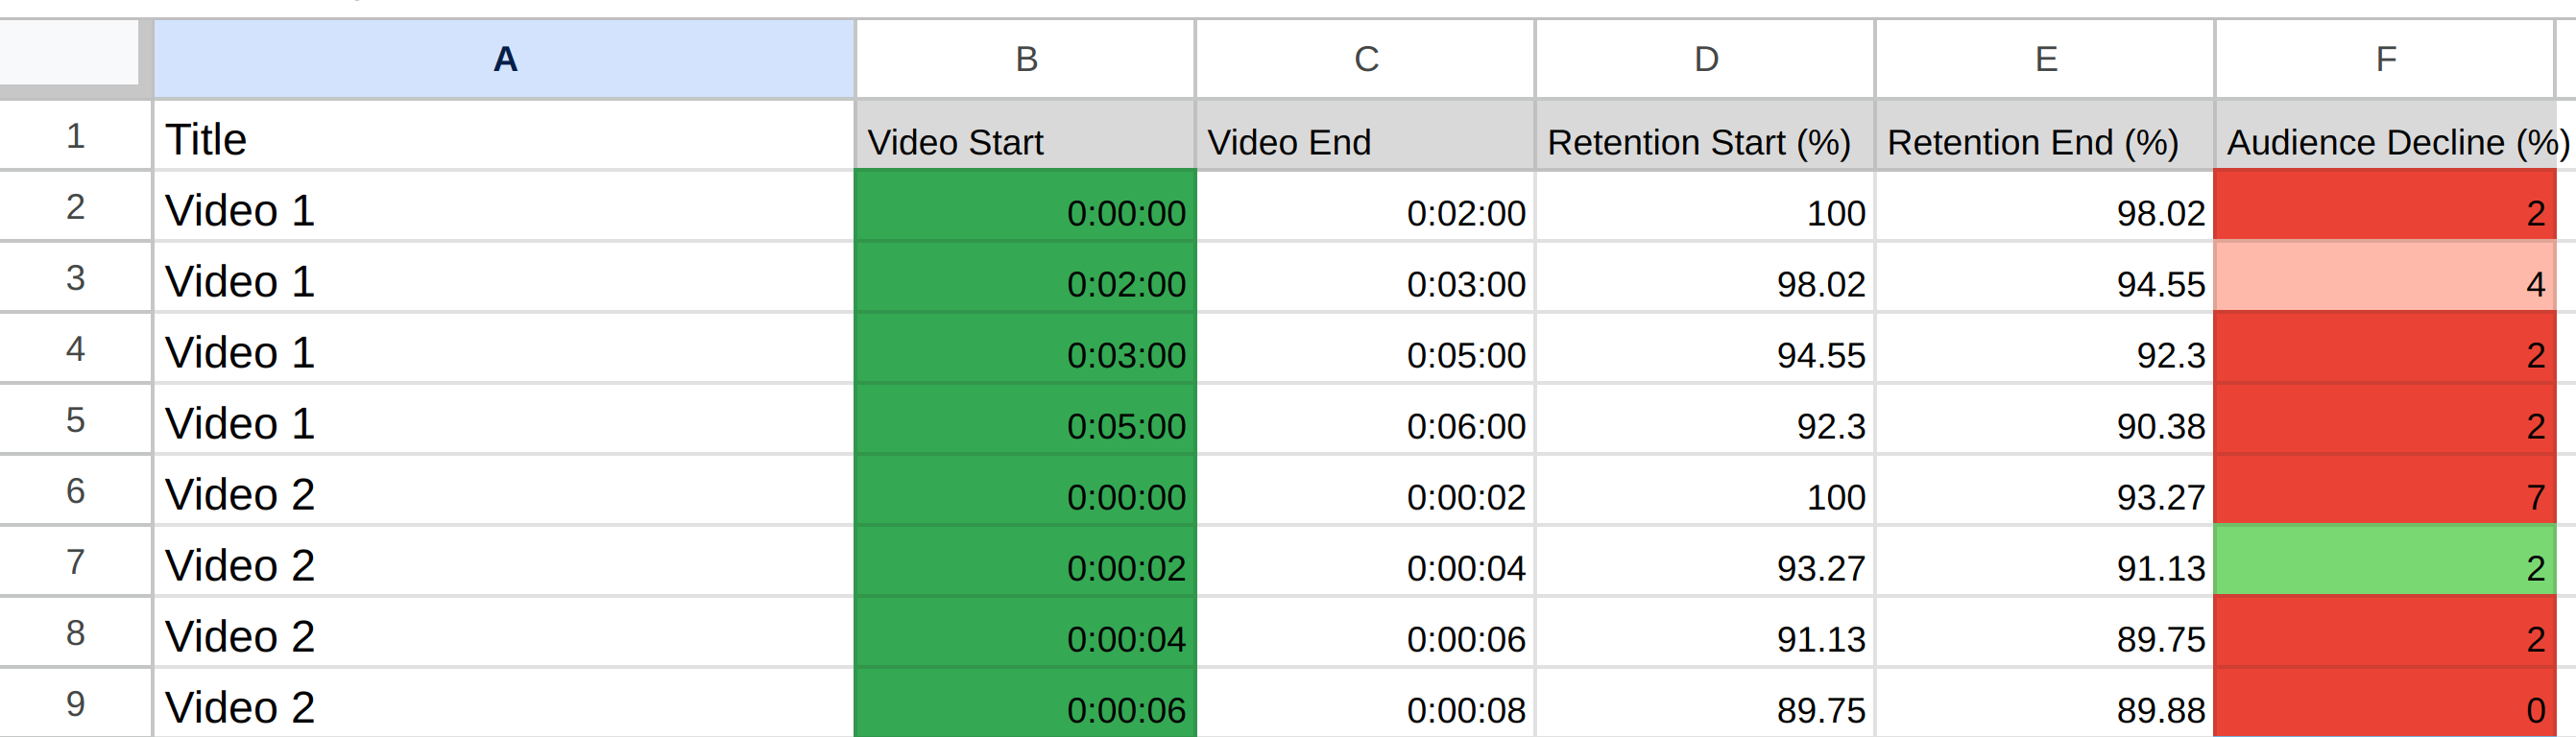 A B C D E F
1 Title Video Start Video End Retention Start (%) Retention End (%) Audience Decline (%)
2 Video 1 0:00:00 0:02:00 100 98.02 2
3 Video 1 0:02:00 0:03:00 98.02 94.55 4
4 Video 1 0:03:00 0:05:00 94.55 92.3 2
5 Video 1 0:05:00 0:06:00 92.3 90.38 2
6 Video 2 0:00:00 0:00:02 100 93.27 7
7 Video 2 0:00:02 0:00:04 93.27 91.13 2
8 Video 2 0:00:04 0:00:06 91.13 89.75 2
9 Video 2 0:00:06 0:00:08 89.75 89.88 0